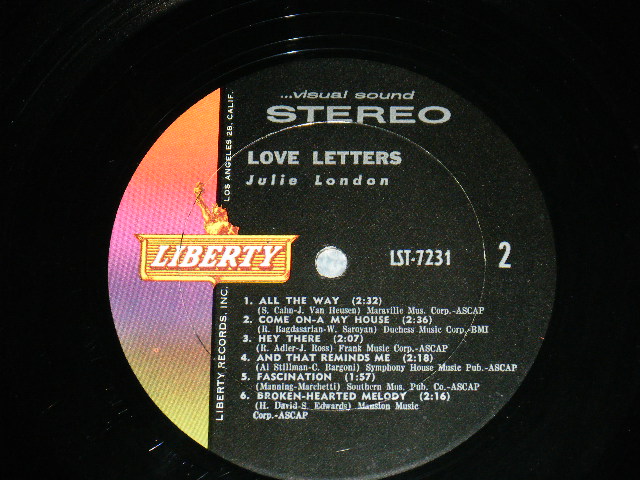 ...visual sound
STEREO
LOVE LETTERS
Julie London
LIBERTY
LST-7231
2
1. ALL THE WAY (2:32)
(S. Cahn-J. Van Heusen) Maraville Mus. Corp.-ASCAP
2. COME ON-A MY HOUSE (2:36)
(R. Bagdasarian-W. Saroyan) Duchess Music Corp.-BMI
3. HEY THERE (2:07)
(R. Adler-J. Ross) Frank Music Corp.-ASCAP
4. AND THAT REMINDS ME (2:18)
(Al Stillman-C. Bargoni) Symphony House Music Pub.-ASCAP
5. FASCINATION (1:57)
(Manning-Marchetti) Southern Mus. Pub. Co.-ASCAP
6. BROKEN-HEARTED MELODY (2:16)
(H. David-S. Edwards) Mansion Music
Corp.-ASCAP
LIBERTY RECORDS, INC. LOS ANGELES 28, CALIF.